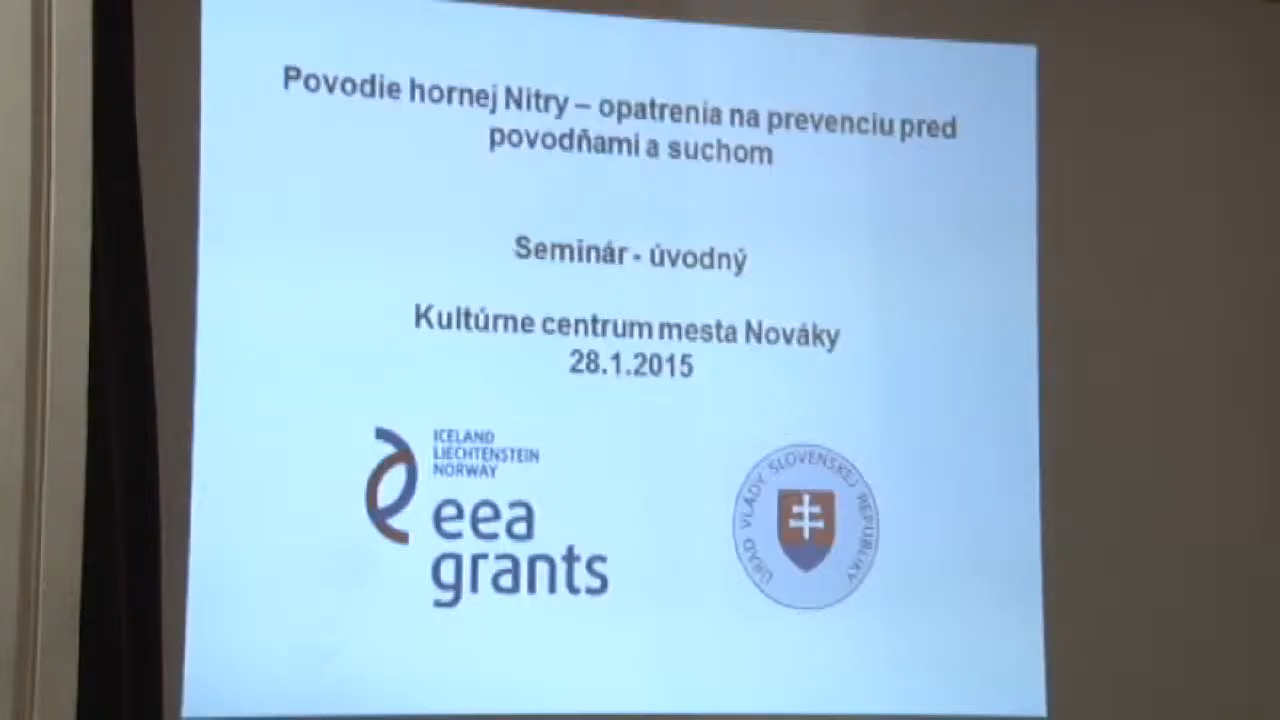 Povodie hornej Nitry – opatrenia na prevenciu pred
povodňami a suchom
Seminár - úvodný
Kultúrne centrum mesta Nováky
28.1.2015
ICELAND
LIECHTENSTEIN
NORWAY
eea
grants
ÚRAD VLÁDY SLOVENSKEJ REPUBLIKY